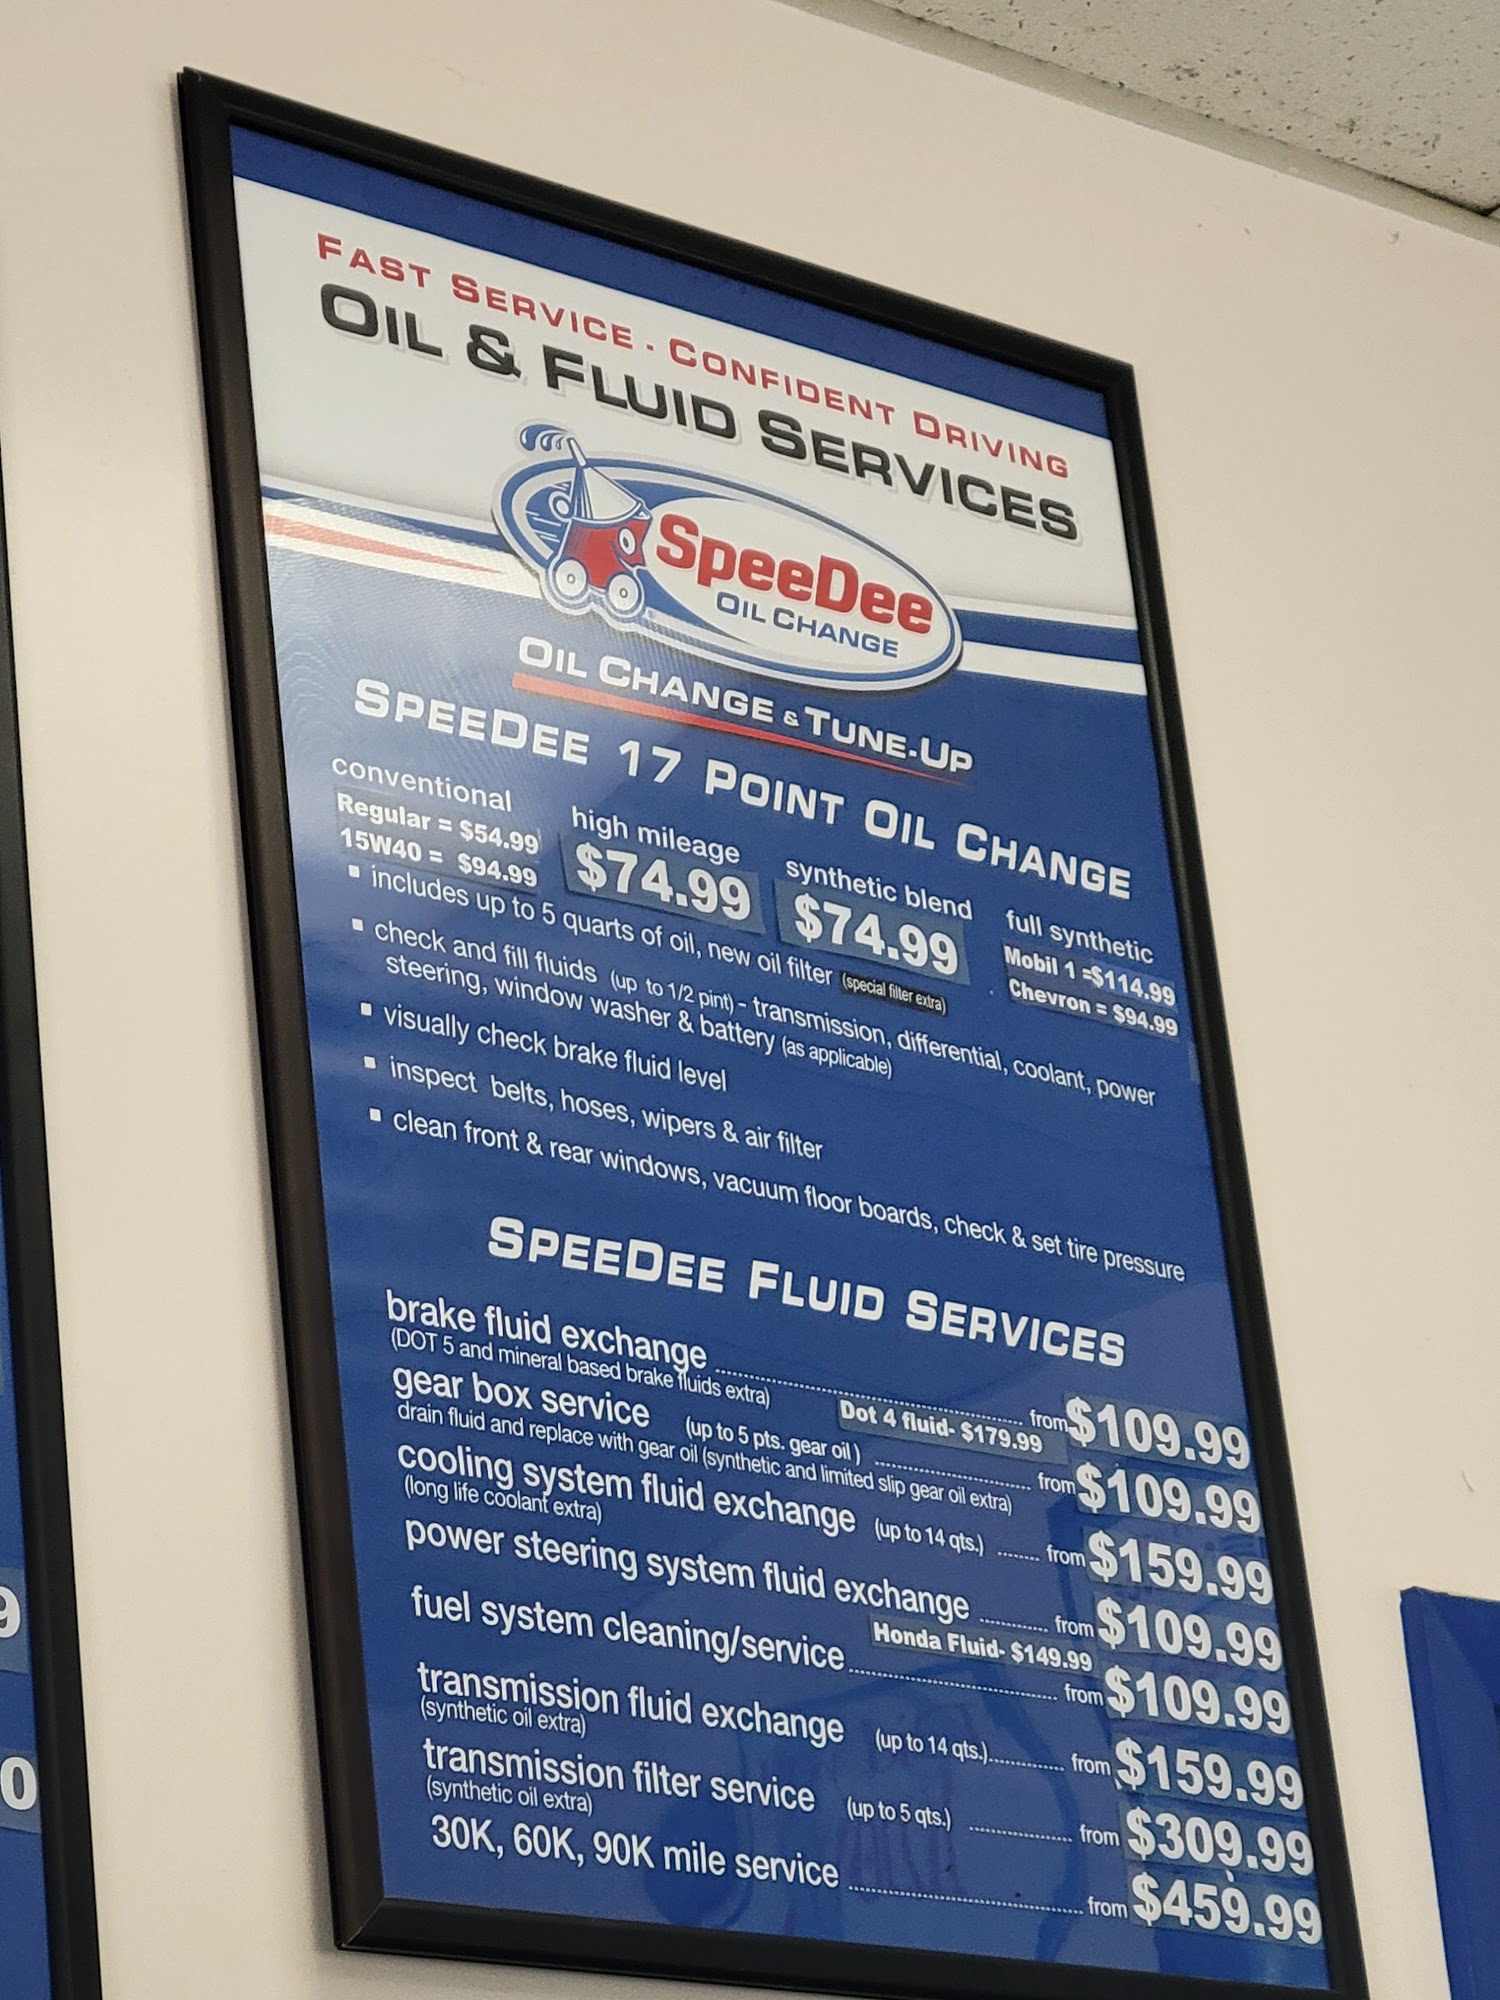 FAST SERVICE - CONFIDENT DRIVING
OIL & FLUID SERVICES
SpeeDee
OIL CHANGE
OIL CHANGE & TUNE-UP
SPEEDEE 17 POINT OIL CHANGE
conventional
Regular = $54.99
15W40 = $94.99
high mileage
$74.99
synthetic blend
$74.99
full synthetic
Mobil 1 =$114.99
Chevron = $94.99
▪ includes up to 5 quarts of oil, new oil filter (special filter extra)
▪ check and fill fluids (up to 1/2 pint) - transmission, differential, coolant, power
steering, window washer & battery (as applicable)
▪ visually check brake fluid level
▪ inspect belts, hoses, wipers & air filter
▪ clean front & rear windows, vacuum floor boards, check & set tire pressure
SPEEDEE FLUID SERVICES
brake fluid exchange ........ from $109.99
(DOT 5 and mineral based brake fluids extra) Dot 4 fluid- $179.99
gear box service (up to 5 pts. gear oil) ........ from $109.99
drain fluid and replace with gear oil (synthetic and limited slip gear oil extra)
cooling system fluid exchange (up to 14 qts.) ........ from $159.99
(long life coolant extra)
power steering system fluid exchange ........ from $109.99
Honda Fluid- $149.99
fuel system cleaning/service ........ from $109.99
transmission fluid exchange (up to 14 qts.) ........ from $159.99
(synthetic oil extra)
transmission filter service (up to 5 qts.) ........ from $309.99
(synthetic oil extra)
30K, 60K, 90K mile service ........ from $459.99
9
0